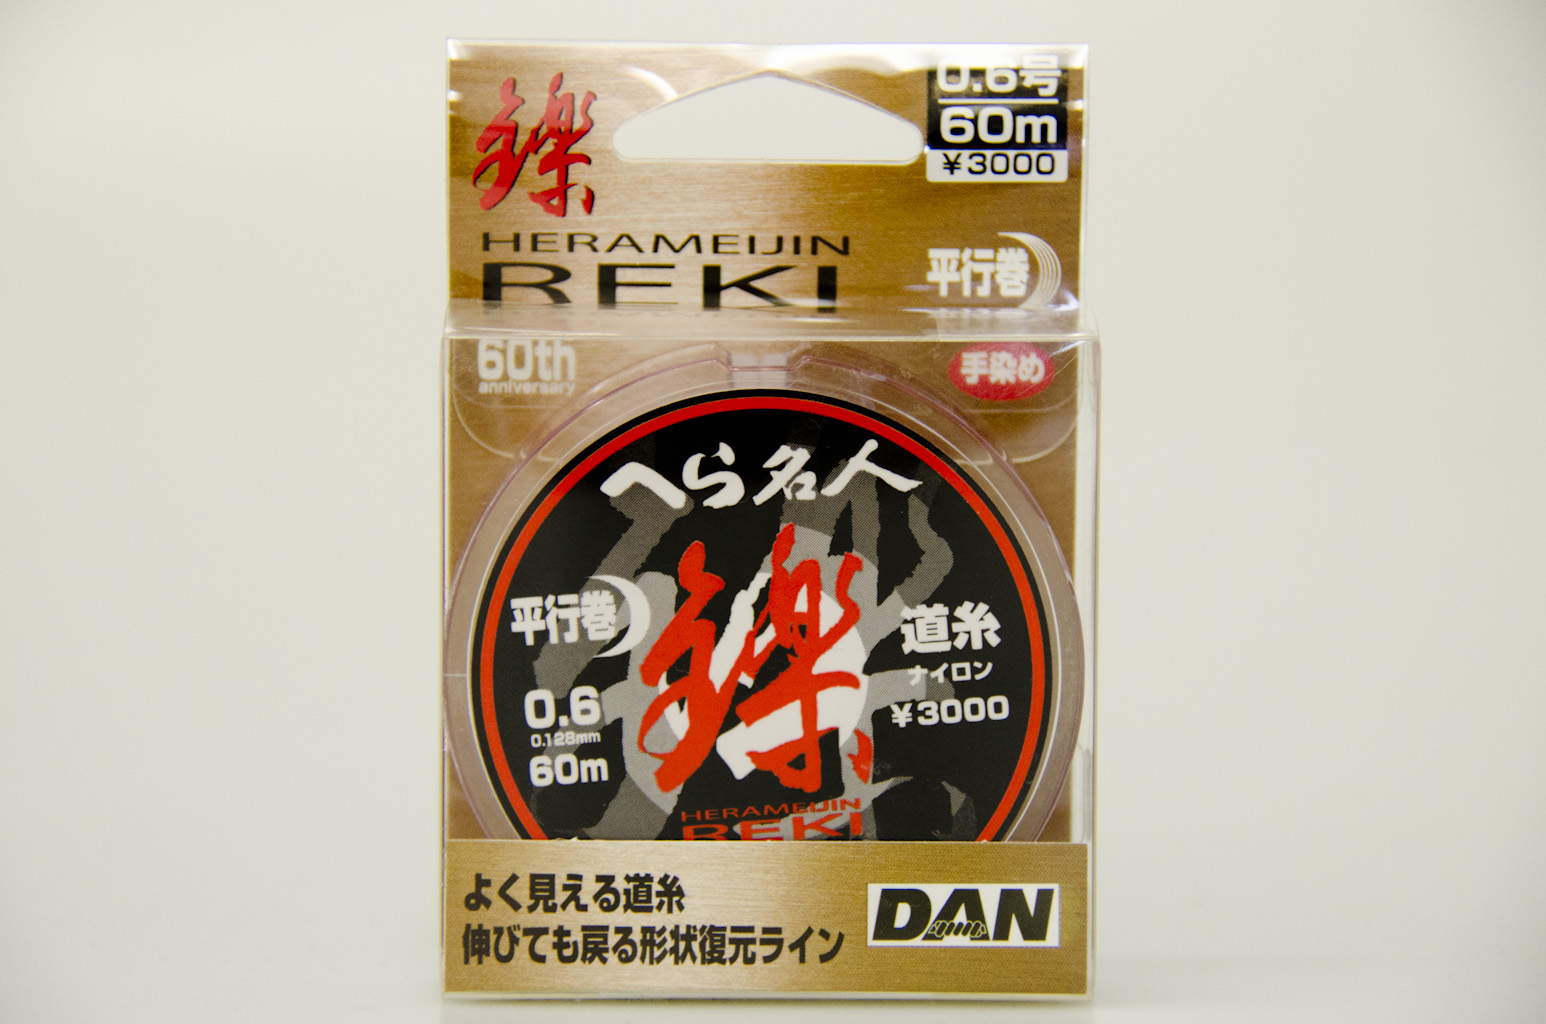 鑠
0.6号
60m
¥3000
HERAMEIJIN
REKI
平行巻
60th
anniversary
手染め
へら名人
鑠
平行巻
0.6
0.128mm
60m
道糸
ナイロン
¥3000
HERAMEIJIN
REKI
よく見える道糸
伸びても戻る形状復元ライン
DAN